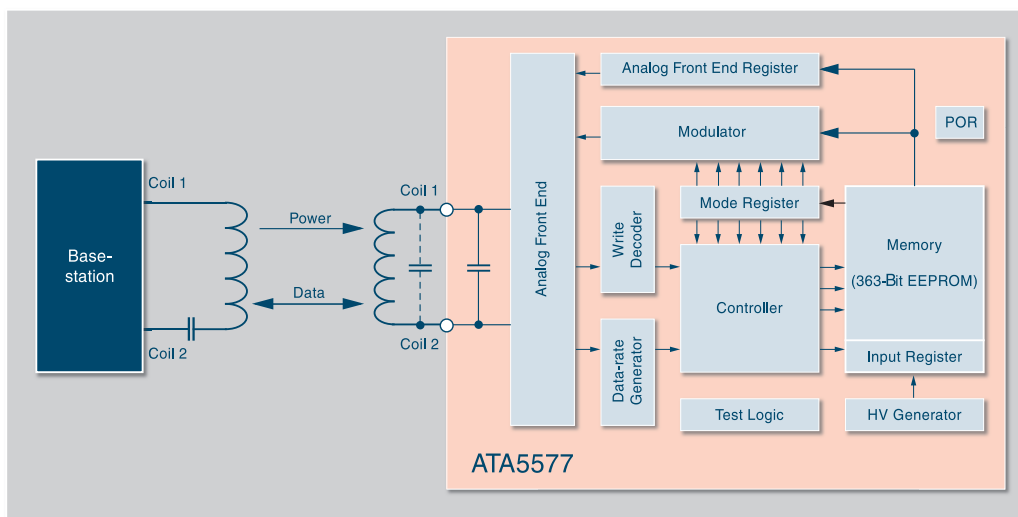 Base-
station
Coil 1
Coil 2
Power
Data
Coil 1
Coil 2
Analog Front End
Analog Front End Register
Modulator
POR
Mode Register
Write
Decoder
Data-rate
Generator
Controller
Memory
(363-Bit EEPROM)
Input Register
Test Logic
HV Generator
ATA5577